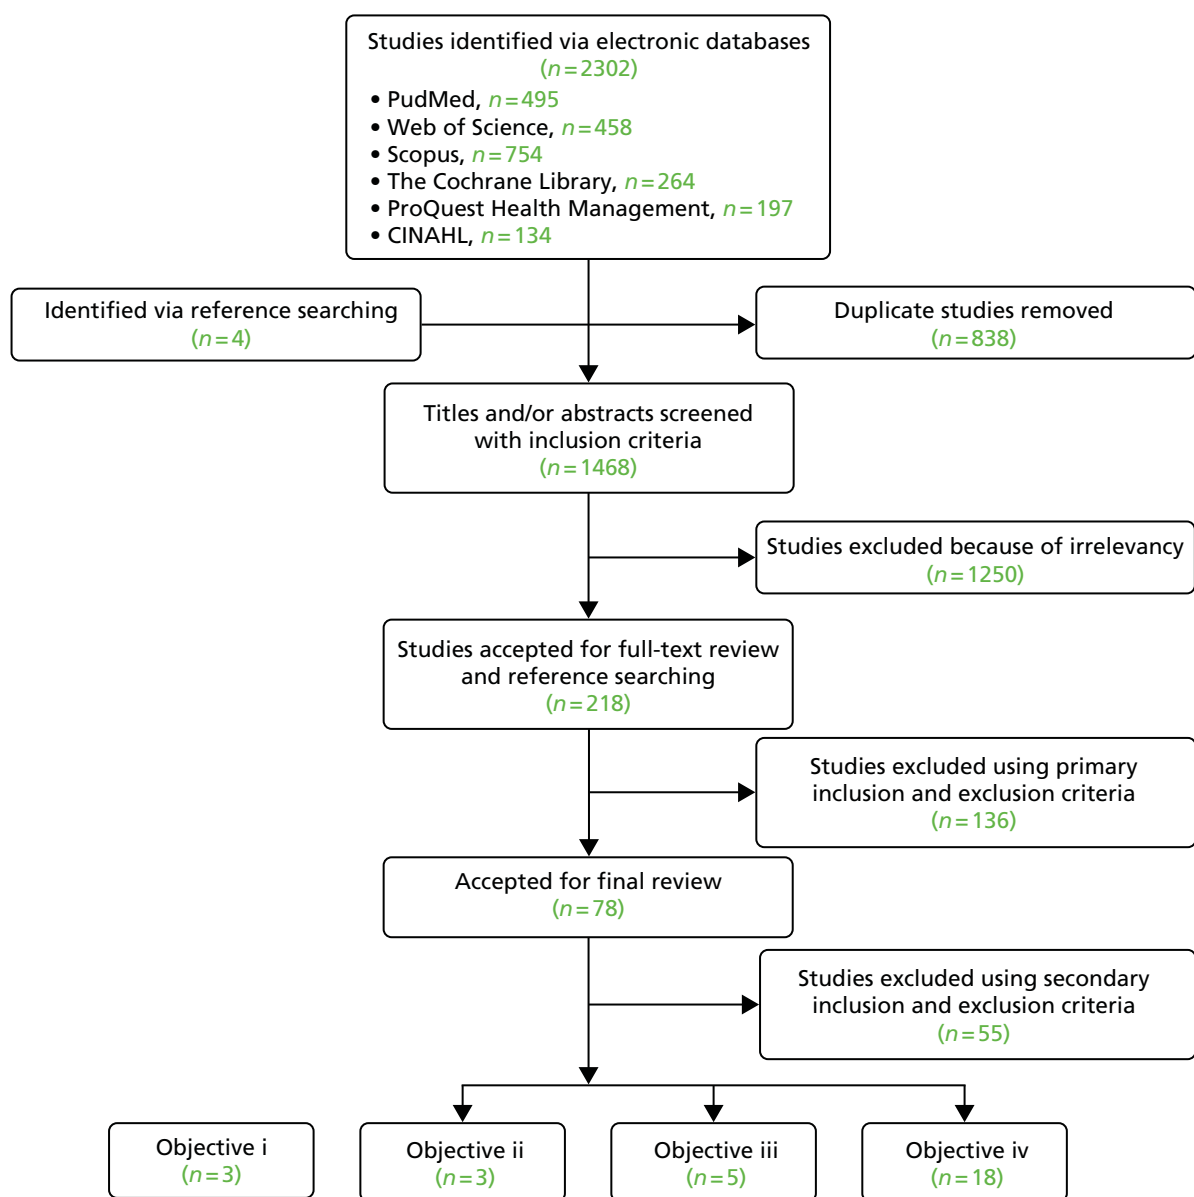 Studies identified via electronic databases
(n=2302)
• PudMed, n=495
• Web of Science, n=458
• Scopus, n=754
• The Cochrane Library, n=264
• ProQuest Health Management, n=197
• CINAHL, n=134
Identified via reference searching
(n=4)
Duplicate studies removed
(n=838)
Titles and/or abstracts screened
with inclusion criteria
(n=1468)
Studies excluded because of irrelevancy
(n=1250)
Studies accepted for full-text review
and reference searching
(n=218)
Studies excluded using primary
inclusion and exclusion criteria
(n=136)
Accepted for final review
(n=78)
Studies excluded using secondary
inclusion and exclusion criteria
(n=55)
Objective i
(n=3)
Objective ii
(n=3)
Objective iii
(n=5)
Objective iv
(n=18)